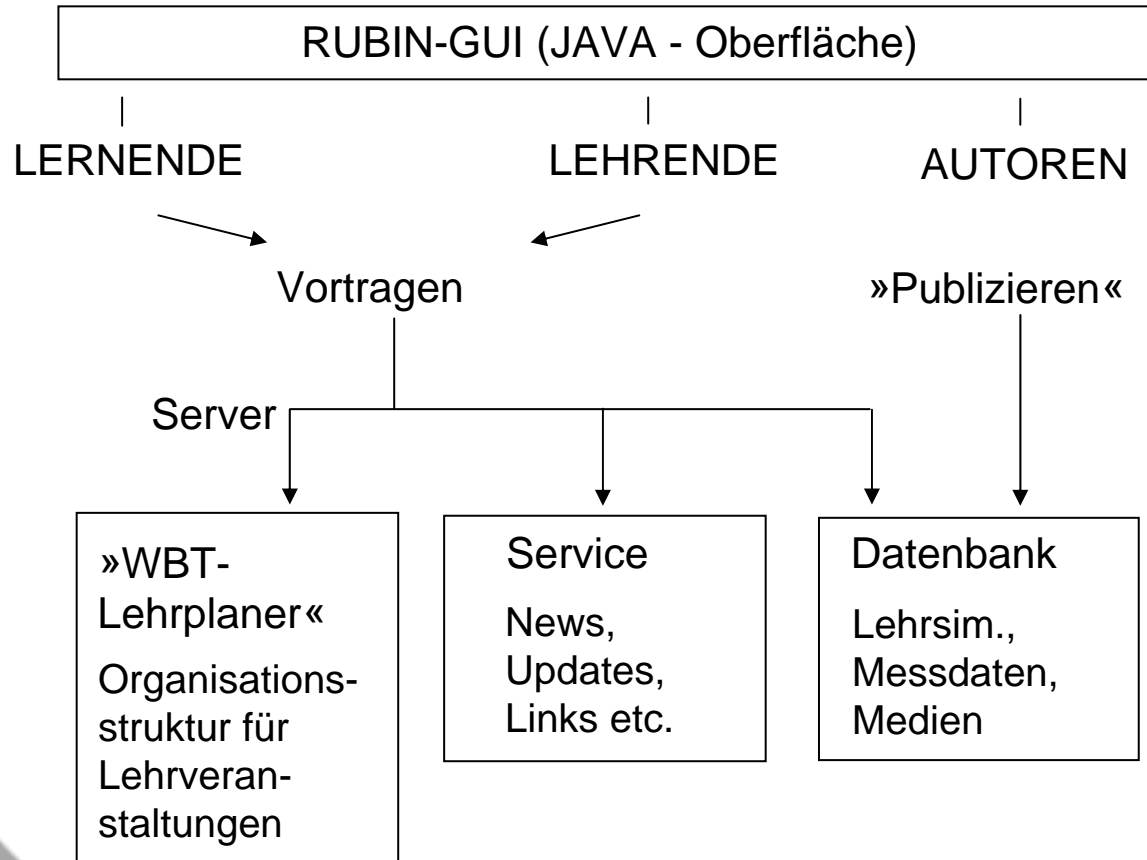 RUBIN-GUI (JAVA - Oberfläche)
LERNENDE
LEHRENDE
AUTOREN
Vortragen
»Publizieren«
Server
»WBT-
Lehrplaner«
Organisations-
struktur für
Lehrveran-
staltungen
Service
News,
Updates,
Links etc.
Datenbank
Lehrsim.,
Messdaten,
Medien